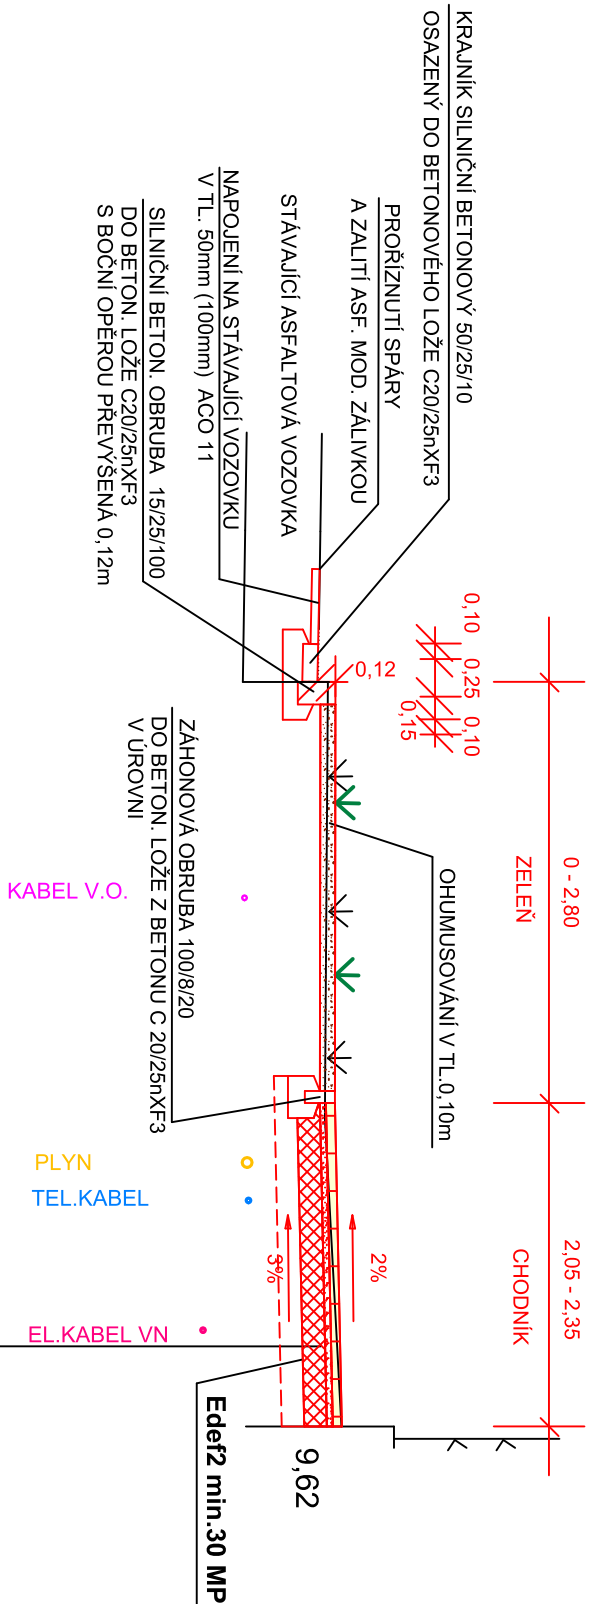 KRAJNÍK SILNIČNÍ BETONOVÝ 50/25/10
OSAZENÝ DO BETONOVÉHO LOŽE C20/25nXF3
PROŘÍZNUTÍ SPÁRY
A ZALITÍ ASF. MOD. ZÁLIVKOU
STÁVAJÍCÍ ASFALTOVÁ VOZOVKA
NAPOJENÍ NA STÁVAJÍCÍ VOZOVKU
V TL. 50mm (100mm) ACO 11
SILNIČNÍ BETON. OBRUBA 15/25/100
DO BETON. LOŽE C20/25nXF3
S BOČNÍ OPĚROU PŘEVÝŠENÁ 0,12m
0,10
0,25
0,10
0,15
0,12
0 - 2,80
ZELEŇ
2,05 - 2,35
CHODNÍK
OHUMUSOVÁNÍ V TL.0,10m
ZÁHONOVÁ OBRUBA 100/8/20
DO BETON. LOŽE Z BETONU C 20/25nXF3
V ÚROVNI
2%
3%
9,62
Edef2 min.30 MP
KABEL V.O.
PLYN
TEL.KABEL
EL.KABEL VN